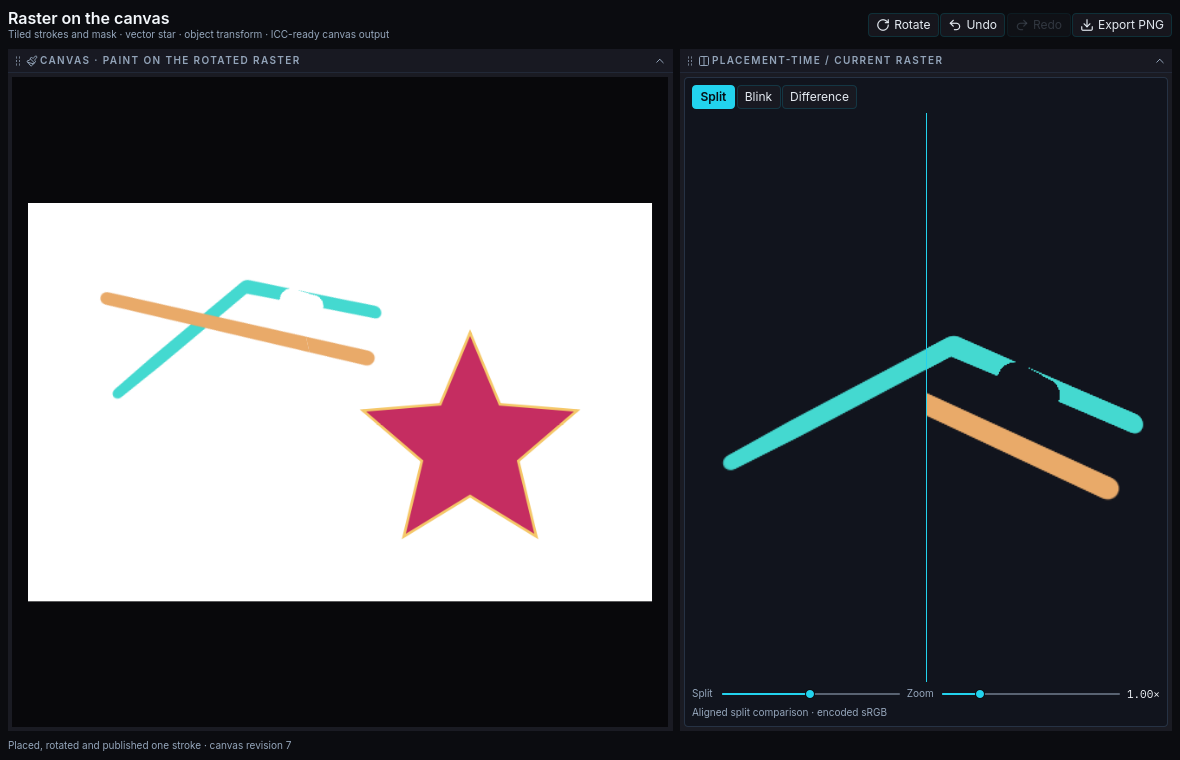 Raster on the canvas
Tiled strokes and mask · vector star · object transform · ICC-ready canvas output
Rotate
Undo
Redo
Export PNG
CANVAS · PAINT ON THE ROTATED RASTER
PLACEMENT-TIME / CURRENT RASTER
Split
Blink
Difference
Split
Zoom
1.00×
Aligned split comparison · encoded sRGB
Placed, rotated and published one stroke · canvas revision 7